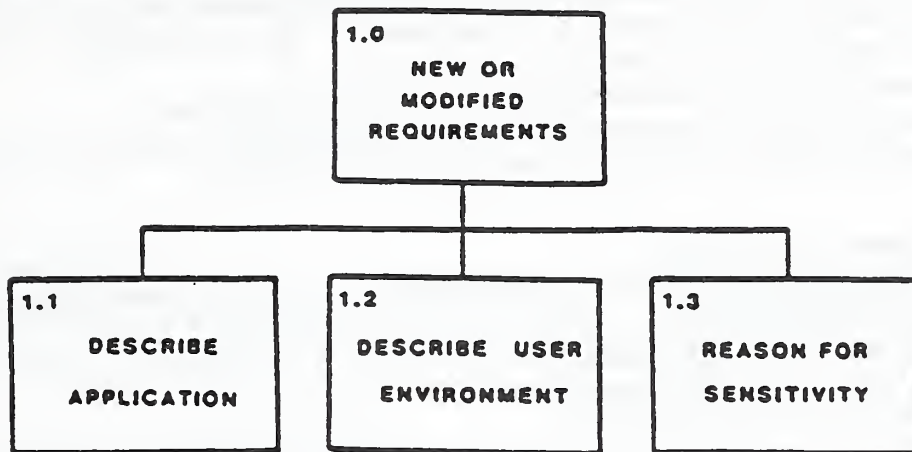 1.0
NEW OR
MODIFIED
REQUIREMENTS
1.1
DESCRIBE
APPLICATION
1.2
DESCRIBE USER
ENVIRONMENT
1.3
REASON FOR
SENSITIVITY